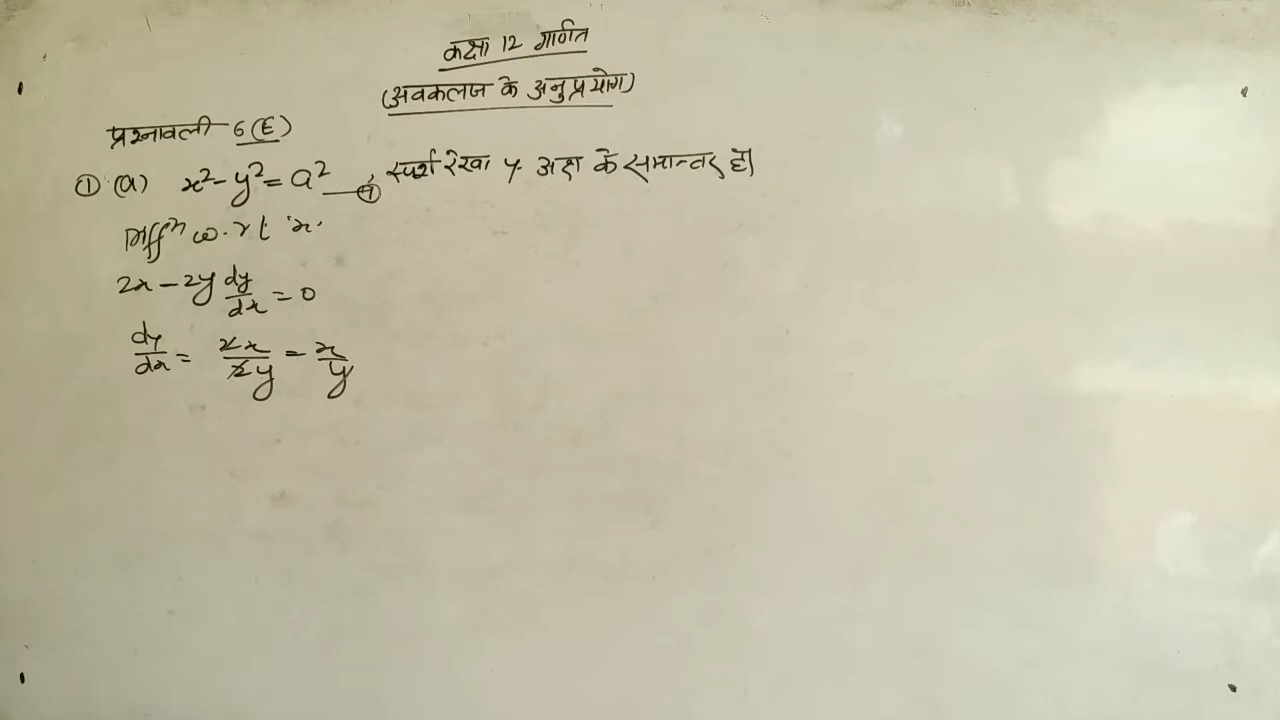 कक्षा 12 गणित
(अवकलज के अनुप्रयोग)
प्रश्नावली 6(E)
① (a) x² - y² = a² —① , स्पर्श रेखा y- अक्ष के समान्तर हो
Diffⁿ w.r.t x.
2x - 2y dy/dx = 0
dy/dx = 2x/2y = x/y